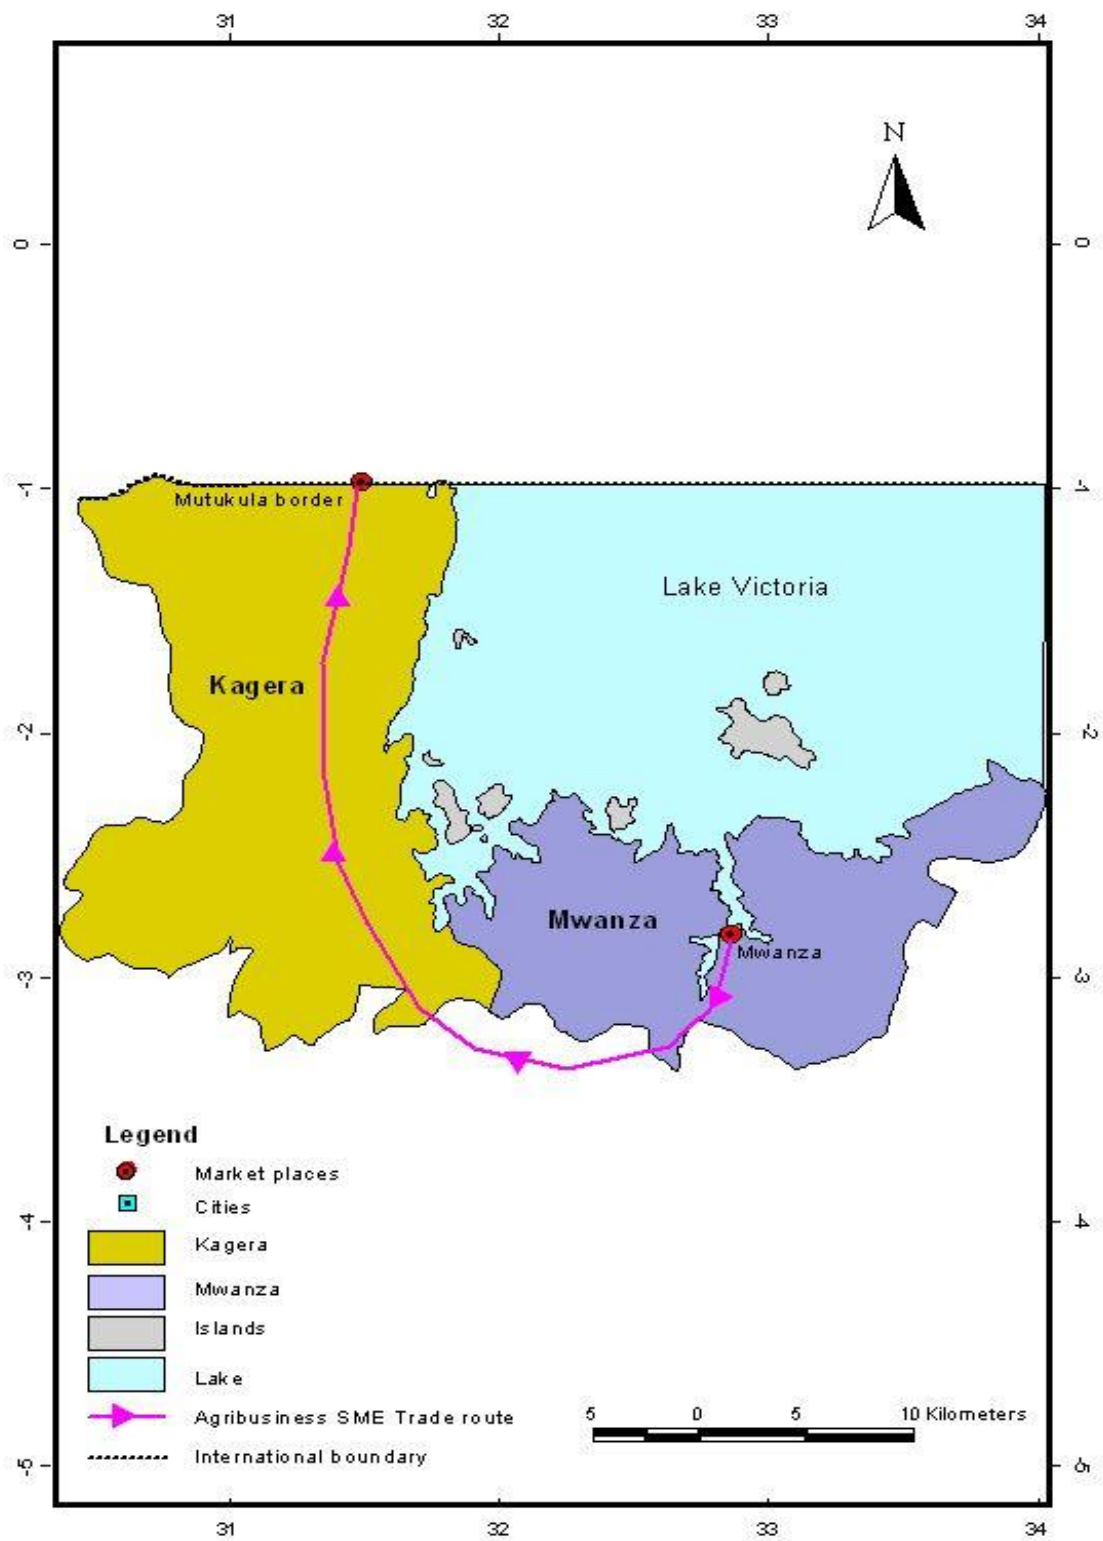 31 32 33 34
N
0 0
-1 -1
Mutukula border
Lake Victoria
Kagera
-2 -2
Mwanza
Mwanza
-3 -3
Legend
Market places
Cities
-4 -4
Kagera
Mwanza
Islands
Lake
Agribusiness SME Trade route
5 0 5 10 Kilometers
International boundary
-5 -5
31 32 33 34